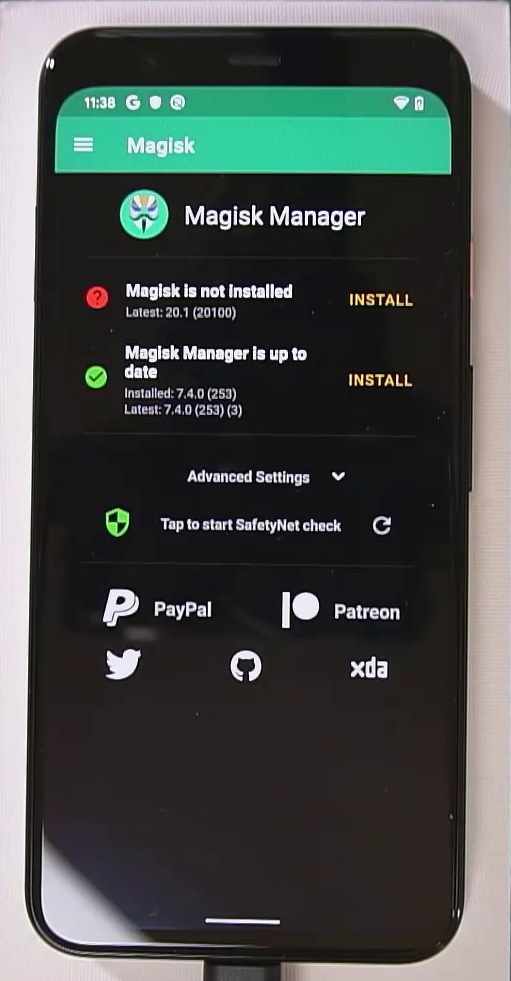 11:38
Magisk
Magisk Manager
Magisk is not installed
INSTALL
Latest: 20.1 (20100)
Magisk Manager is up to
date
INSTALL
Installed: 7.4.0 (253)
Latest: 7.4.0 (253) (3)
Advanced Settings
Tap to start SafetyNet check
PayPal
Patreon
xda